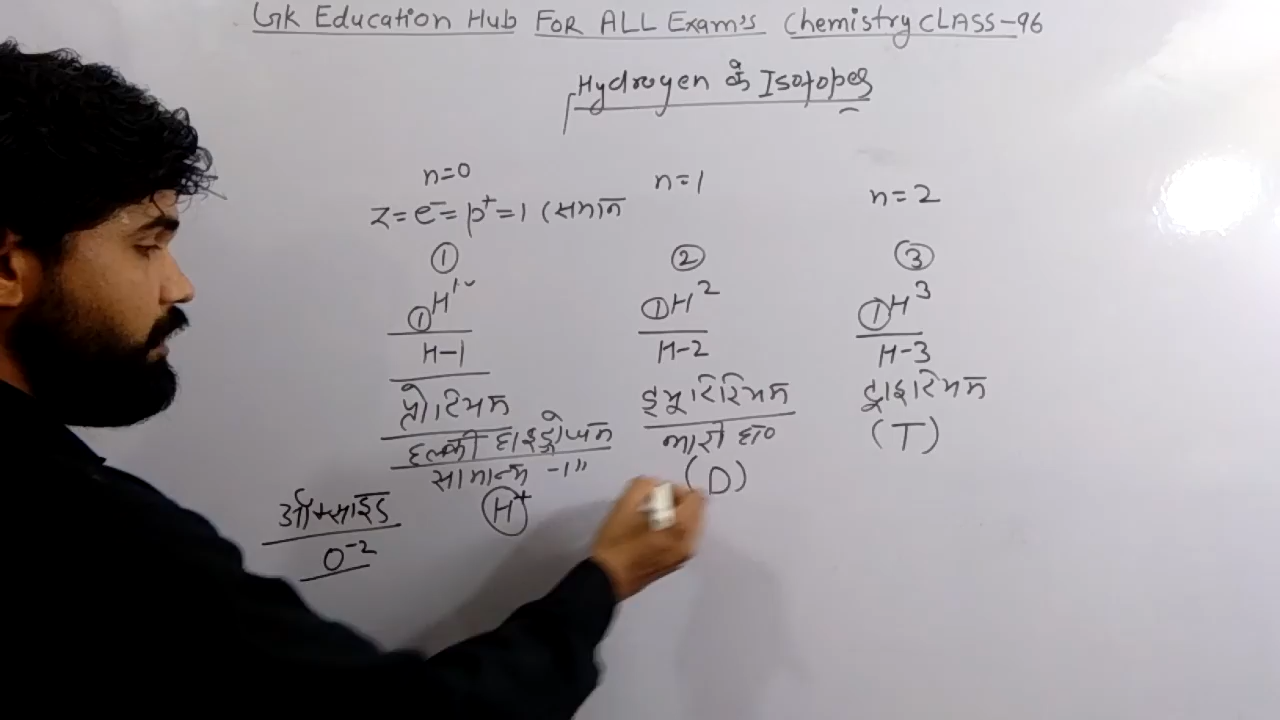 GK Education Hub FOR ALL Exam's Chemistry CLASS-96
Hydrogen के Isotopes
n=0 n=1 n=2
z=e⁻=p⁺=1 (समान
① ② ③
₁H¹ ₁H² ₁H³
H-1 H-2 H-3
प्रोटियम ड्यूटिरियम ट्राइटियम
हल्की हाइड्रोजन भारी हा० (T)
सामान्य -1" (D)
ऑक्साइड H⁺
O⁻²